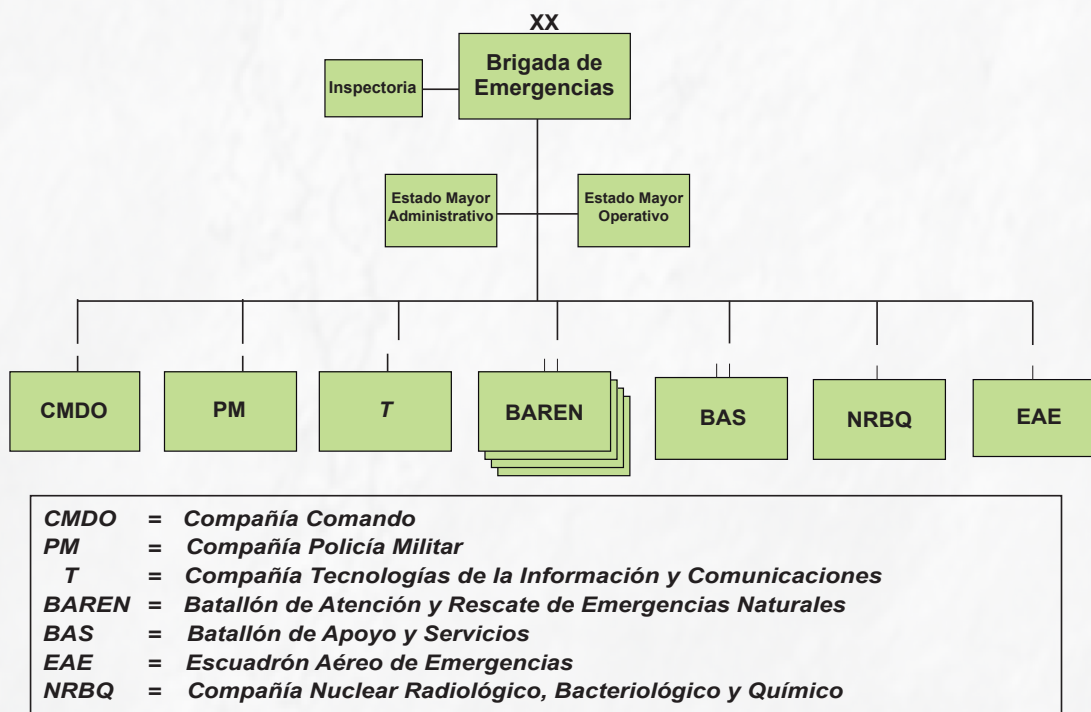 XX
Brigada de
Emergencias
Inspectoria
Estado Mayor
Administrativo
Estado Mayor
Operativo
CMDO
PM
T
BAREN
BAS
NRBQ
EAE
CMDO = Compañía Comando
PM = Compañía Policía Militar
T = Compañía Tecnologías de la Información y Comunicaciones
BAREN = Batallón de Atención y Rescate de Emergencias Naturales
BAS = Batallón de Apoyo y Servicios
EAE = Escuadrón Aéreo de Emergencias
NRBQ = Compañía Nuclear Radiológico, Bacteriológico y Químico